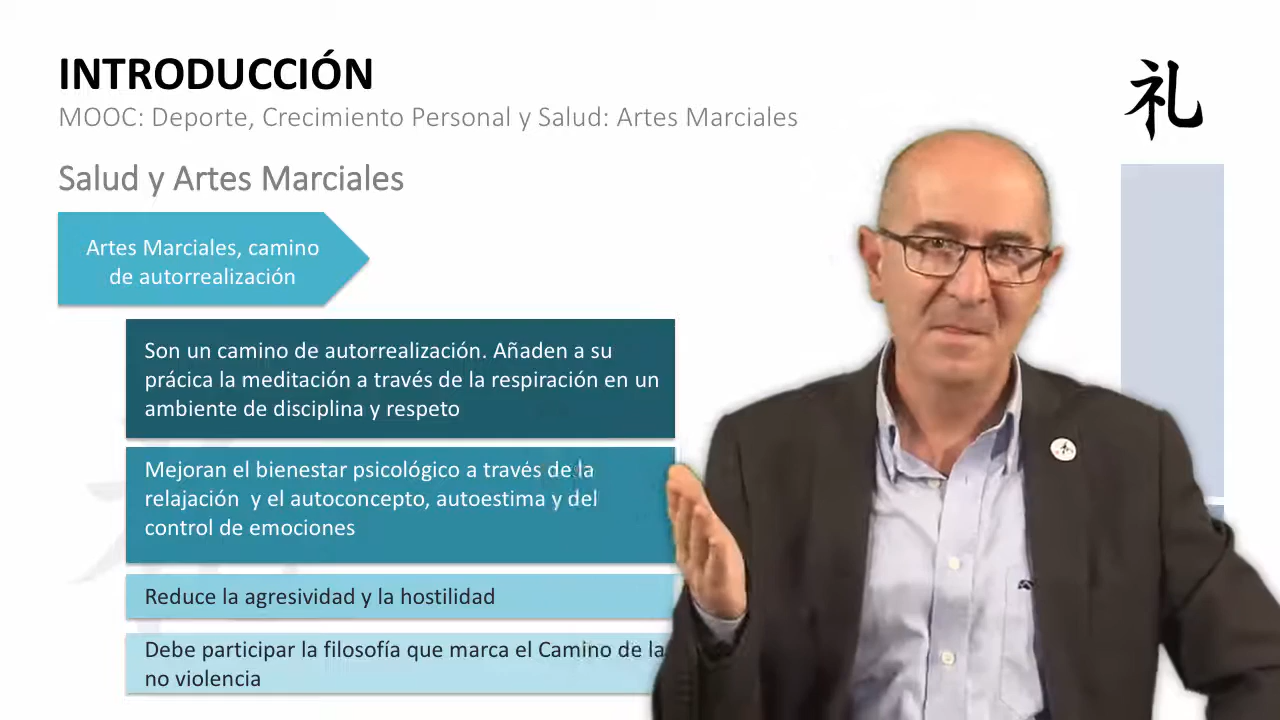 INTRODUCCIÓN
MOOC: Deporte, Crecimiento Personal y Salud: Artes Marciales
礼
Salud y Artes Marciales
Artes Marciales, camino
de autorrealización
Son un camino de autorrealización. Añaden a su
prácica la meditación a través de la respiración en un
ambiente de disciplina y respeto
Mejoran el bienestar psicológico a través de la
relajación y el autoconcepto, autoestima y del
control de emociones
Reduce la agresividad y la hostilidad
Debe participar la filosofía que marca el Camino de la
no violencia